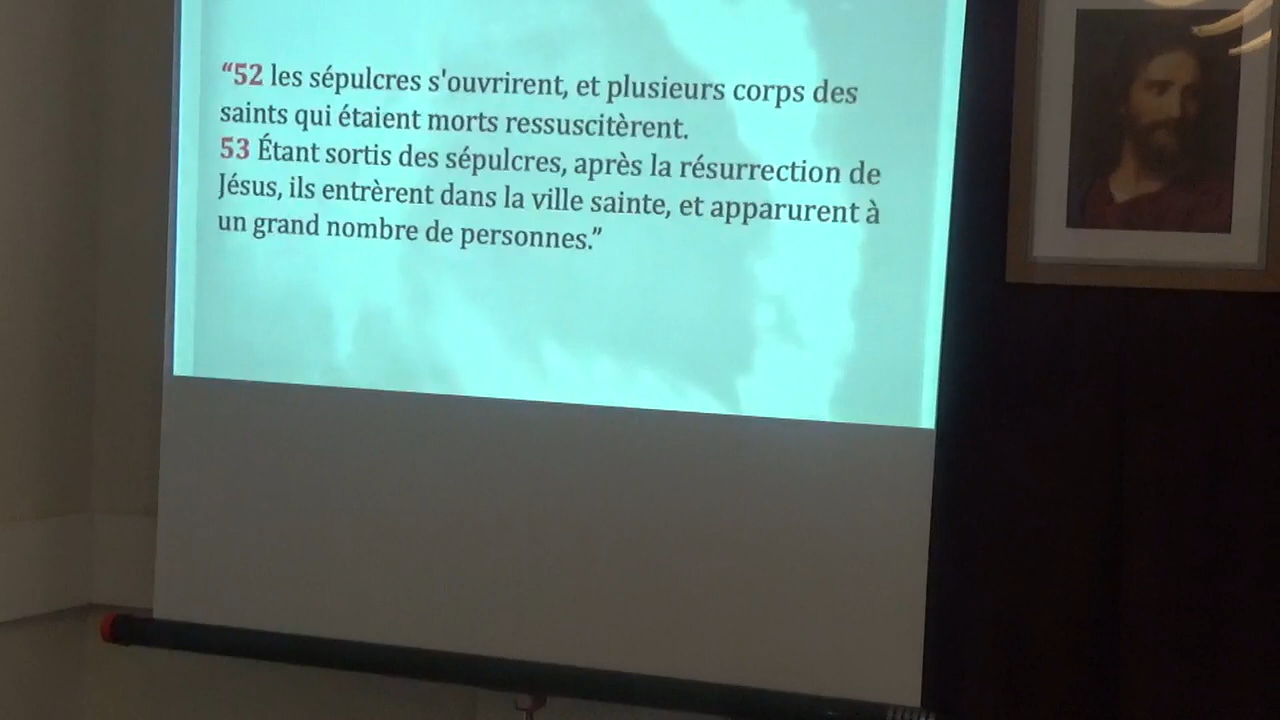 “52 les sépulcres s'ouvrirent, et plusieurs corps des
saints qui étaient morts ressuscitèrent.
53 Étant sortis des sépulcres, après la résurrection de
Jésus, ils entrèrent dans la ville sainte, et apparurent à
un grand nombre de personnes.”